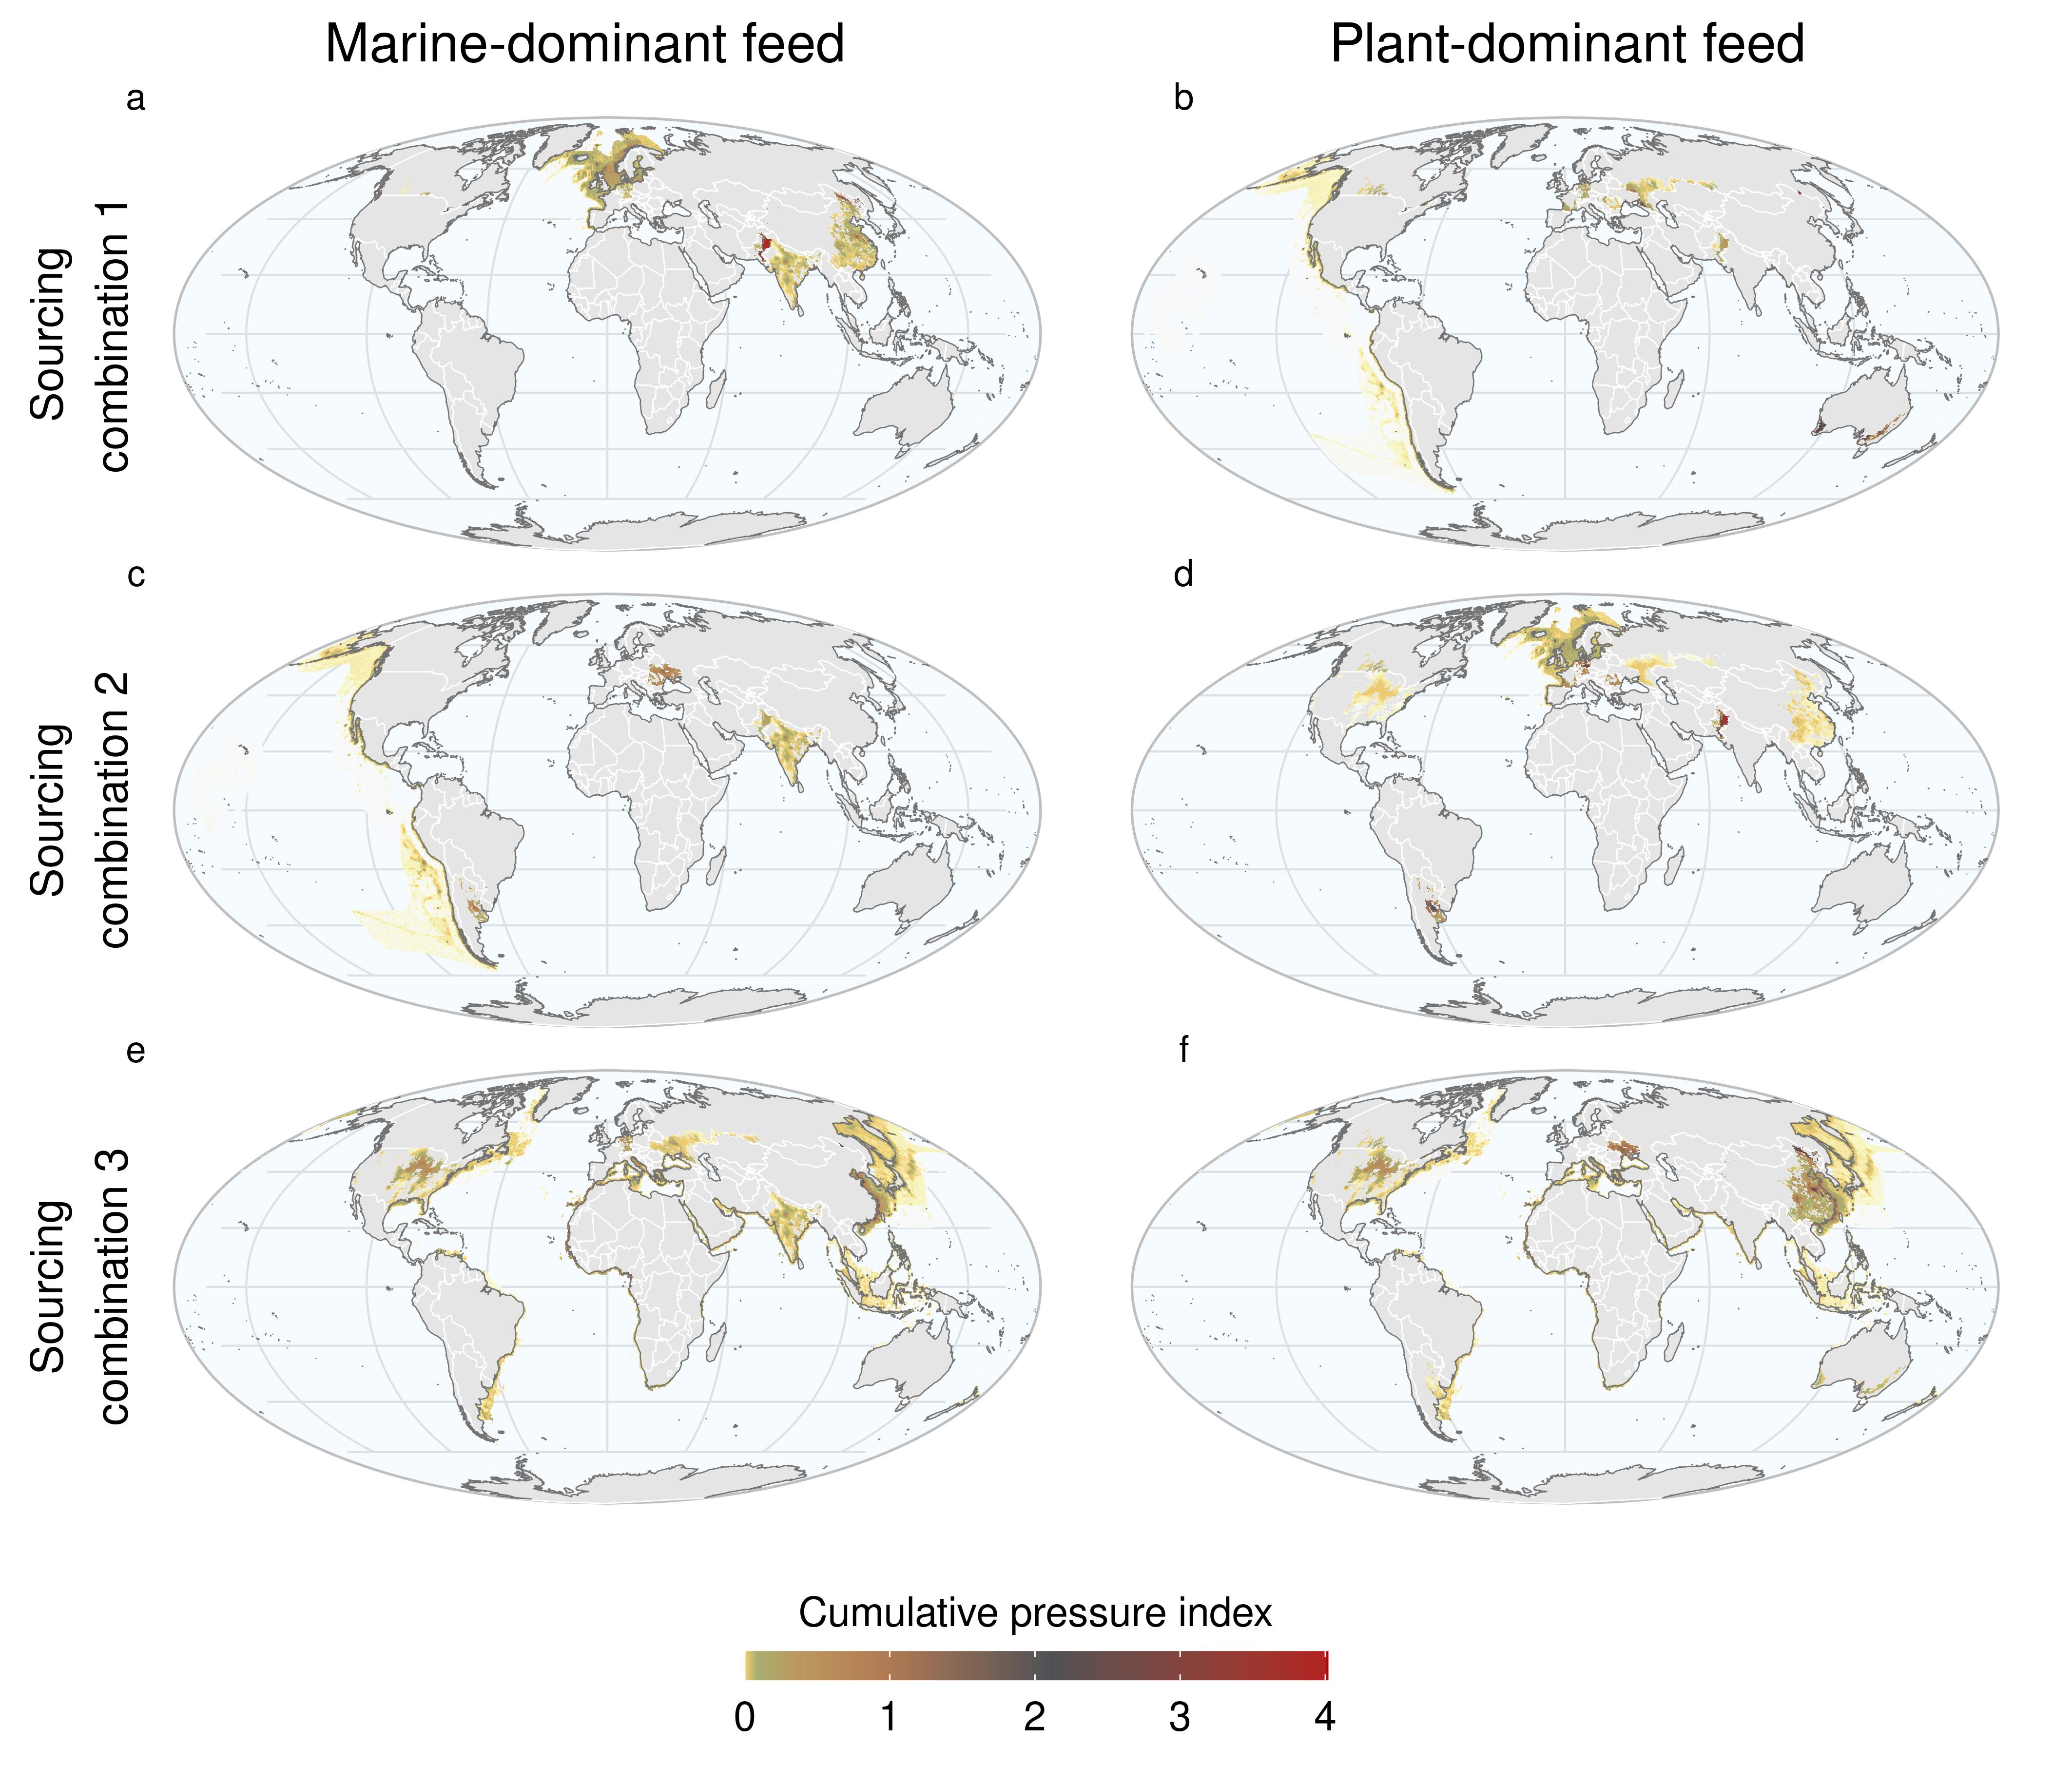 Marine-dominant feed
Plant-dominant feed
a
b
Sourcing
combination 1
c
d
Sourcing
combination 2
e
f
Sourcing
combination 3
Cumulative pressure index
0 1 2 3 4